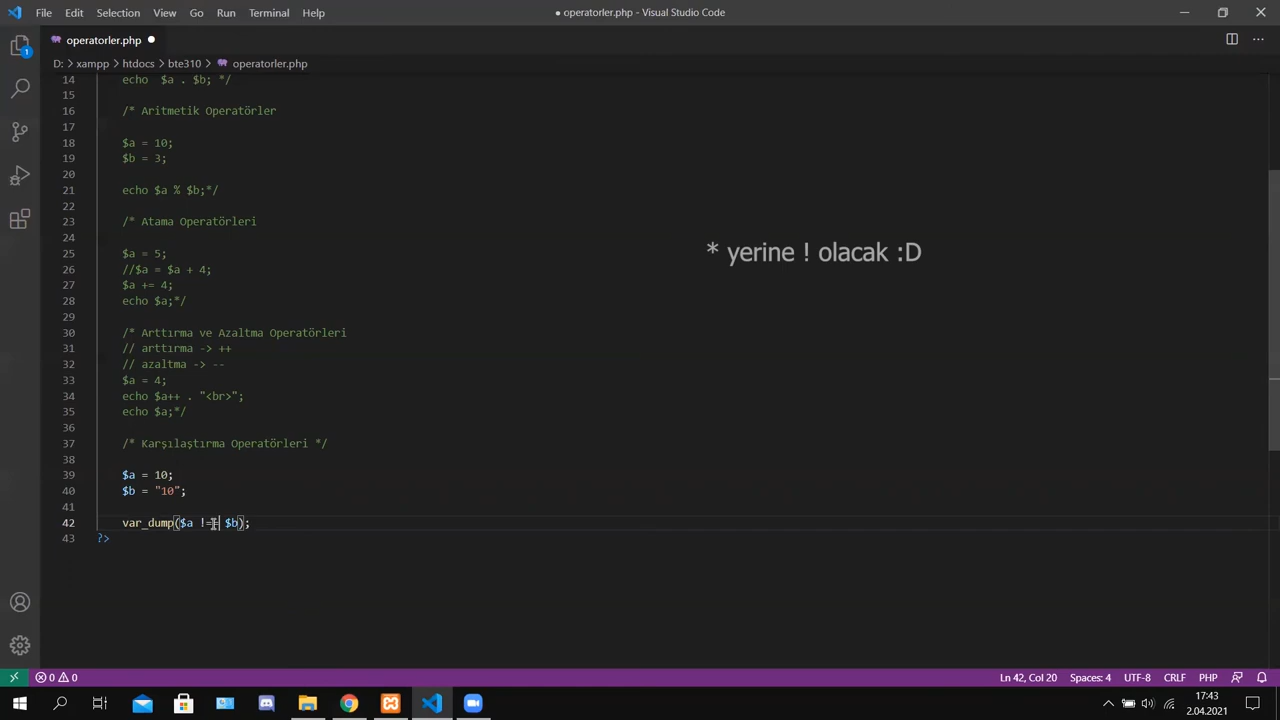 File Edit Selection View Go Run Terminal Help
● operatorler.php - Visual Studio Code
operatorler.php ●
D: > xampp > htdocs > bte310 > operatorler.php
14 echo  $a . $b; */
15
16 /* Aritmetik Operatörler
17
18 $a = 10;
19 $b = 3;
20
21 echo $a % $b;*/
22
23 /* Atama Operatörleri
24
25 $a = 5;
26 //$a = $a + 4;
27 $a += 4;
28 echo $a;*/
29
30 /* Arttırma ve Azaltma Operatörleri
31 // arttırma -> ++
32 // azaltma -> --
33 $a = 4;
34 echo $a++ . "<br>";
35 echo $a;*/
36
37 /* Karşılaştırma Operatörleri */
38
39 $a = 10;
40 $b = "10";
41
42 var_dump($a !== $b);
43 ?>
* yerine ! olacak :D
1
0 0
Ln 42, Col 20 Spaces: 4 UTF-8 CRLF PHP
17:43
2.04.2021